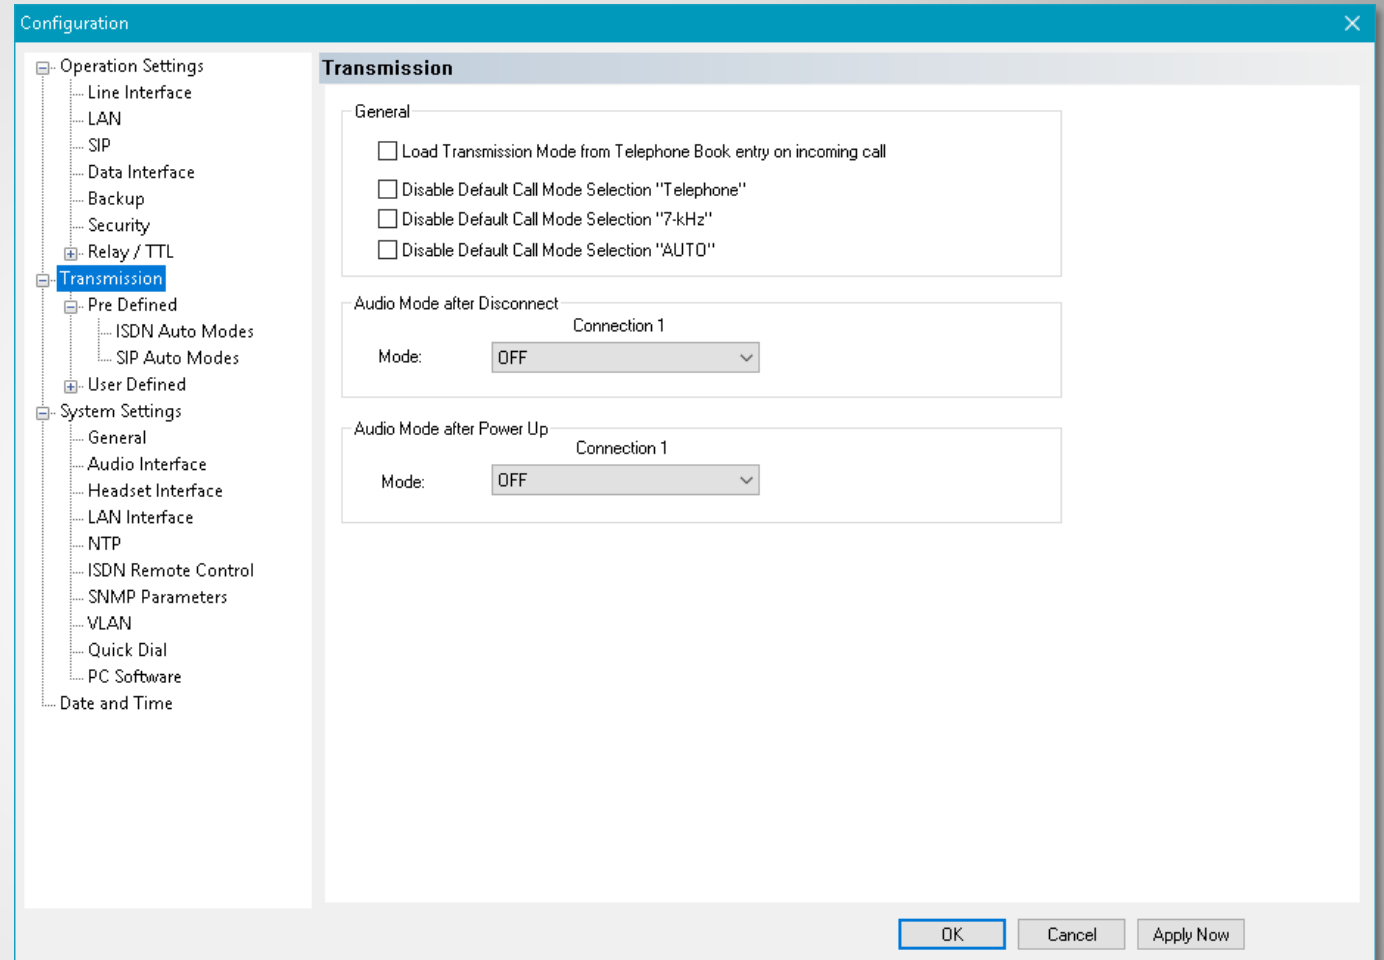 Configuration
Operation Settings
Line Interface
LAN
SIP
Data Interface
Backup
Security
Relay / TTL
Transmission
Pre Defined
ISDN Auto Modes
SIP Auto Modes
User Defined
System Settings
General
Audio Interface
Headset Interface
LAN Interface
NTP
ISDN Remote Control
SNMP Parameters
VLAN
Quick Dial
PC Software
Date and Time
Transmission
General
Load Transmission Mode from Telephone Book entry on incoming call
Disable Default Call Mode Selection "Telephone"
Disable Default Call Mode Selection "7-kHz"
Disable Default Call Mode Selection "AUTO"
Audio Mode after Disconnect
Connection 1
Mode: OFF
Audio Mode after Power Up
Connection 1
Mode: OFF
OK Cancel Apply Now